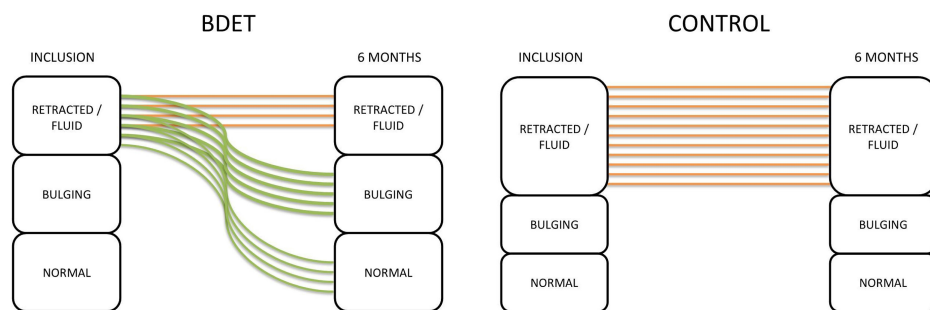 BDET
INCLUSION
6 MONTHS
RETRACTED /
FLUID
BULGING
NORMAL
RETRACTED /
FLUID
BULGING
NORMAL
CONTROL
INCLUSION
6 MONTHS
RETRACTED /
FLUID
BULGING
NORMAL
RETRACTED /
FLUID
BULGING
NORMAL